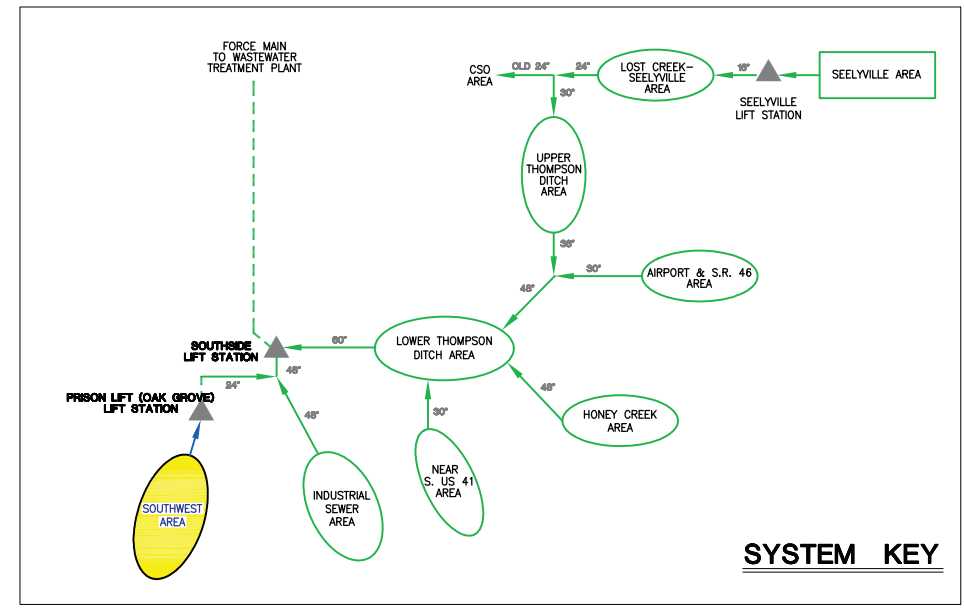 FORCE MAIN
TO WASTEWATER
TREATMENT PLANT
CSO
AREA
OLD 24"
24"
LOST CREEK–
SEELYVILLE
AREA
15"
SEELYVILLE
LIFT STATION
SEELYVILLE AREA
30"
UPPER
THOMPSON
DITCH
AREA
36"
30"
AIRPORT & S.R. 46
AREA
48"
LOWER THOMPSON
DITCH AREA
60"
SOUTHSIDE
LIFT STATION
48"
24"
PRISON LIFT (OAK GROVE)
LIFT STATION
48"
30"
48"
HONEY CREEK
AREA
NEAR
S. US 41
AREA
INDUSTRIAL
SEWER
AREA
SOUTHWEST
AREA
SYSTEM KEY